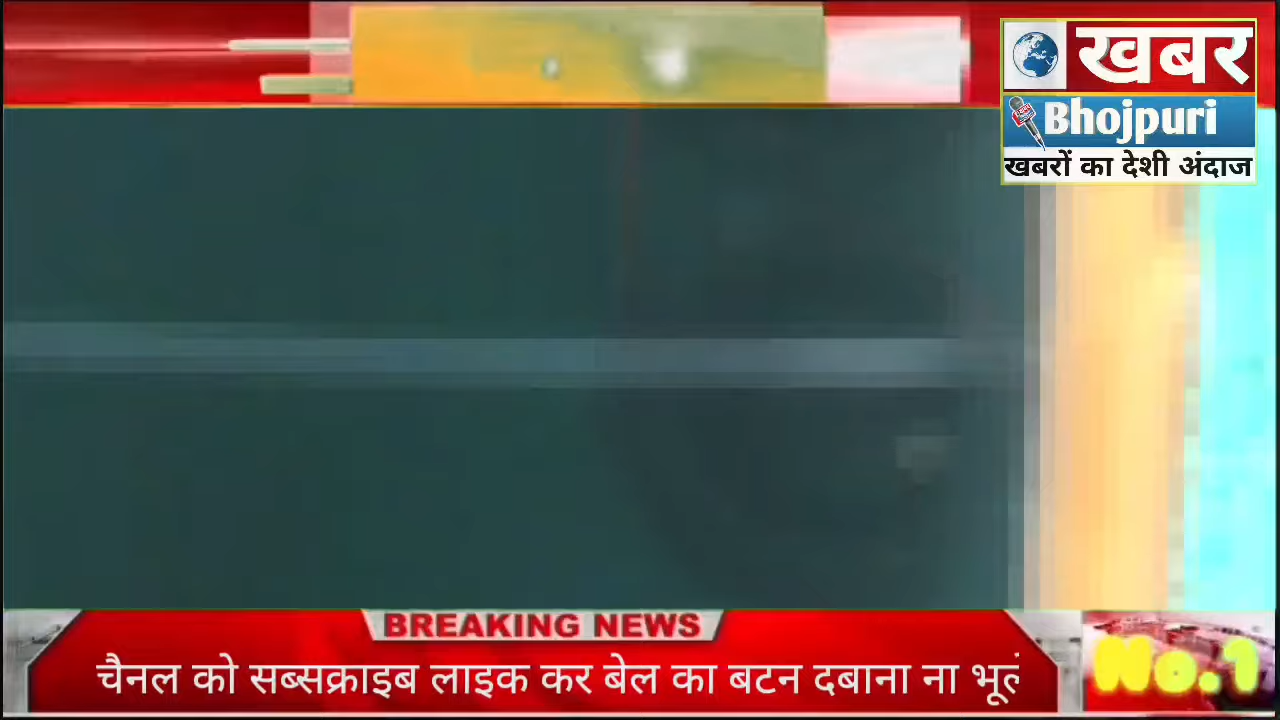 खबर
Bhojpuri
खबरों का देशी अंदाज
BREAKING NEWS
चैनल को सब्सक्राइब लाइक कर बेल का बटन दबाना ना
No.1